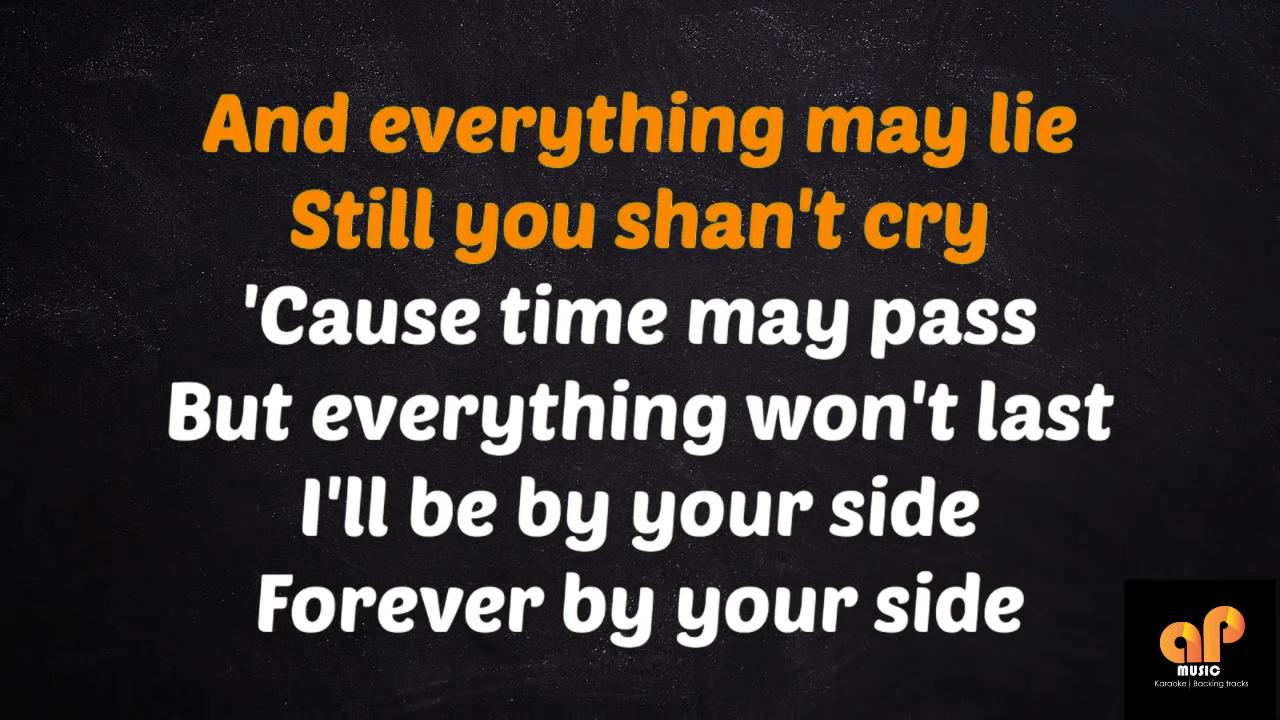 And everything may lie
Still you shan't cry
'Cause time may pass
But everything won't last
I'll be by your side
Forever by your side
ap
MUSIC
Karaoke | Backing tracks